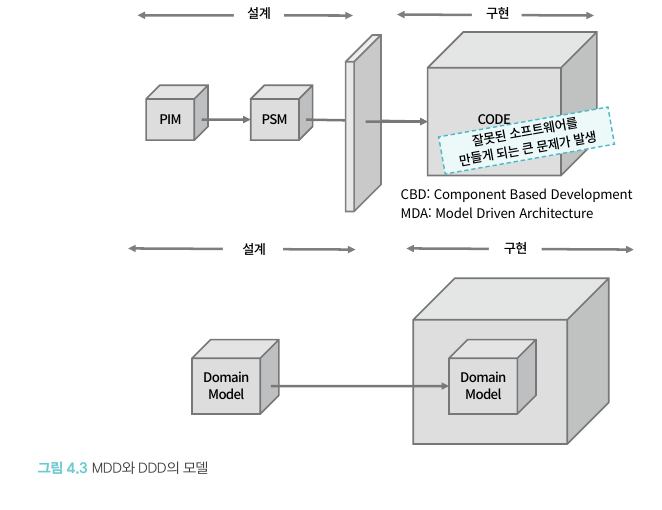 설계
구현
PIM
PSM
CODE
잘못된 소프트웨어를
만들게 되는 큰 문제가 발생
CBD: Component Based Development
MDA: Model Driven Architecture
설계
구현
Domain
Model
Domain
Model
그림 4.3 MDD와 DDD의 모델